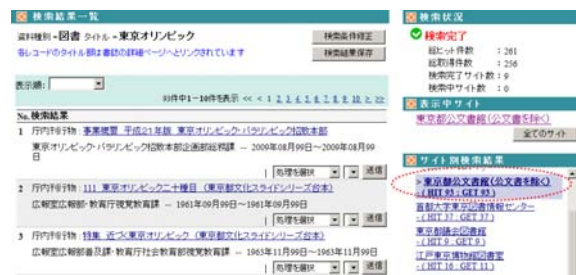 検索結果一覧
資料種別=図書 タイトル=東京オリンピック
各レコードのタイトル部は書誌の詳細ページへとリンクされています
検索条件修正
検索結果保存
表示順:
93件中1-10件を表示 << < 1 2 3 4 5 6 7 8 9 10 > >>
No. 検索結果
1 庁内刊行物:事業概要 平成21年版 東京オリンピック・パラリンピック招致本部
東京オリンピック・パラリンピック招致本部企画部総務課 -- 2009年08月99日~2009年08月99日
処理を選択 送信
2 庁内刊行物:111 東京オリンピック二十種目(東京都文化スライドシリーズ台本)
広報室広報部・教育庁視覚教育課 -- 1961年09月99日~1961年09月99日
処理を選択 送信
3 庁内刊行物:特集 近づく東京オリンピック(東京都文化スライドシリーズ台本)
広報室広報部普及課・教育庁社会教育部視覚教育課 -- 1963年11月99日~1963年11月99日
処理を選択 送信
検索状況
検索完了
総ヒット件数 : 261
総取得件数 : 256
検索完了サイト数 : 9
検索中サイト数 : 0
表示中サイト
東京都公文書館(公文書を除く)
全てのサイト
サイト別検索結果
>東京都公文書館(公文書を除く)
-(HIT 93 : GET 93)
首都大学東京図書情報センター
-(HIT 37 : GET 37)
東京都議会図書館
-(HIT 9 : GET 9)
江戸東京博物館図書室
-(HIT 16 : GET 11)